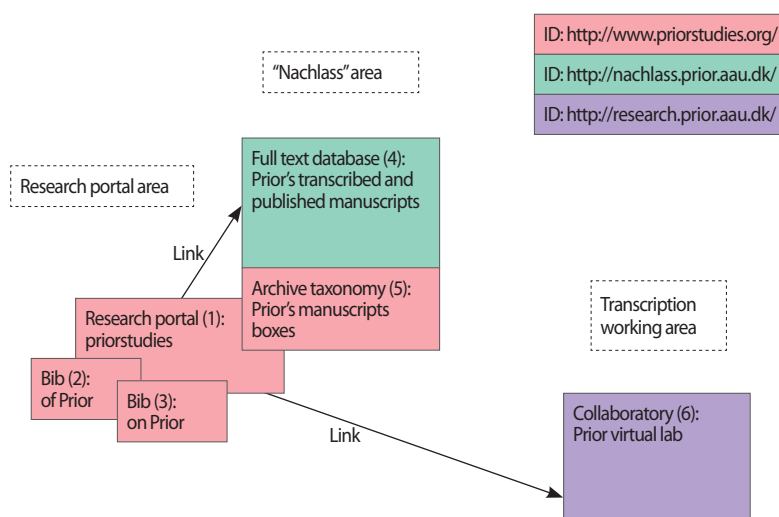 ID: http://www.priorstudies.org/
ID: http://nachlass.prior.aau.dk/
ID: http://research.prior.aau.dk/
“Nachlass” area
Research portal area
Full text database (4):
Prior’s transcribed and
published manuscripts
Link
Archive taxonomy (5):
Prior’s manuscripts
boxes
Research portal (1):
priorstudies
Bib (2):
of Prior
Bib (3):
on Prior
Link
Transcription
working area
Collaboratory (6):
Prior virtual lab